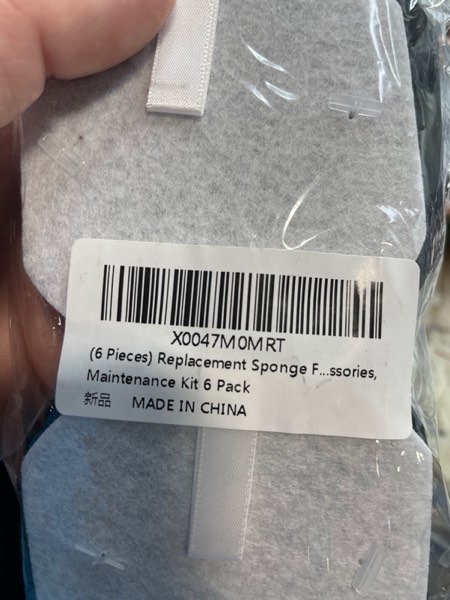 X0047M0MRT
(6 Pieces) Replacement Sponge F...ssories,
Maintenance Kit 6 Pack
新品 MADE IN CHINA